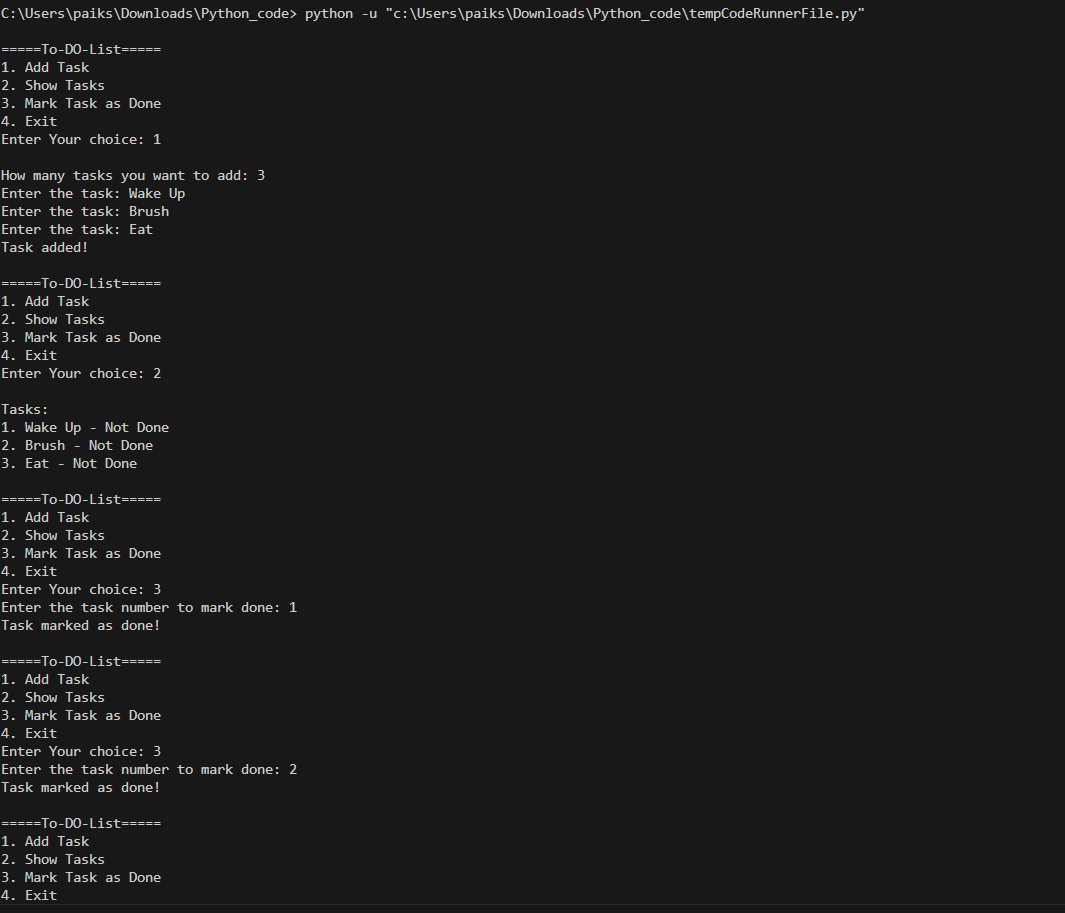 C:\Users\paiks\Downloads\Python_code> python -u "c:\Users\paiks\Downloads\Python_code\tempCodeRunnerFile.py"
=====To-DO-List=====
1. Add Task
2. Show Tasks
3. Mark Task as Done
4. Exit
Enter Your choice: 1
How many tasks you want to add: 3
Enter the task: Wake Up
Enter the task: Brush
Enter the task: Eat
Task added!
=====To-DO-List=====
1. Add Task
2. Show Tasks
3. Mark Task as Done
4. Exit
Enter Your choice: 2
Tasks:
1. Wake Up - Not Done
2. Brush - Not Done
3. Eat - Not Done
=====To-DO-List=====
1. Add Task
2. Show Tasks
3. Mark Task as Done
4. Exit
Enter Your choice: 3
Enter the task number to mark done: 1
Task marked as done!
=====To-DO-List=====
1. Add Task
2. Show Tasks
3. Mark Task as Done
4. Exit
Enter Your choice: 3
Enter the task number to mark done: 2
Task marked as done!
=====To-DO-List=====
1. Add Task
2. Show Tasks
3. Mark Task as Done
4. Exit